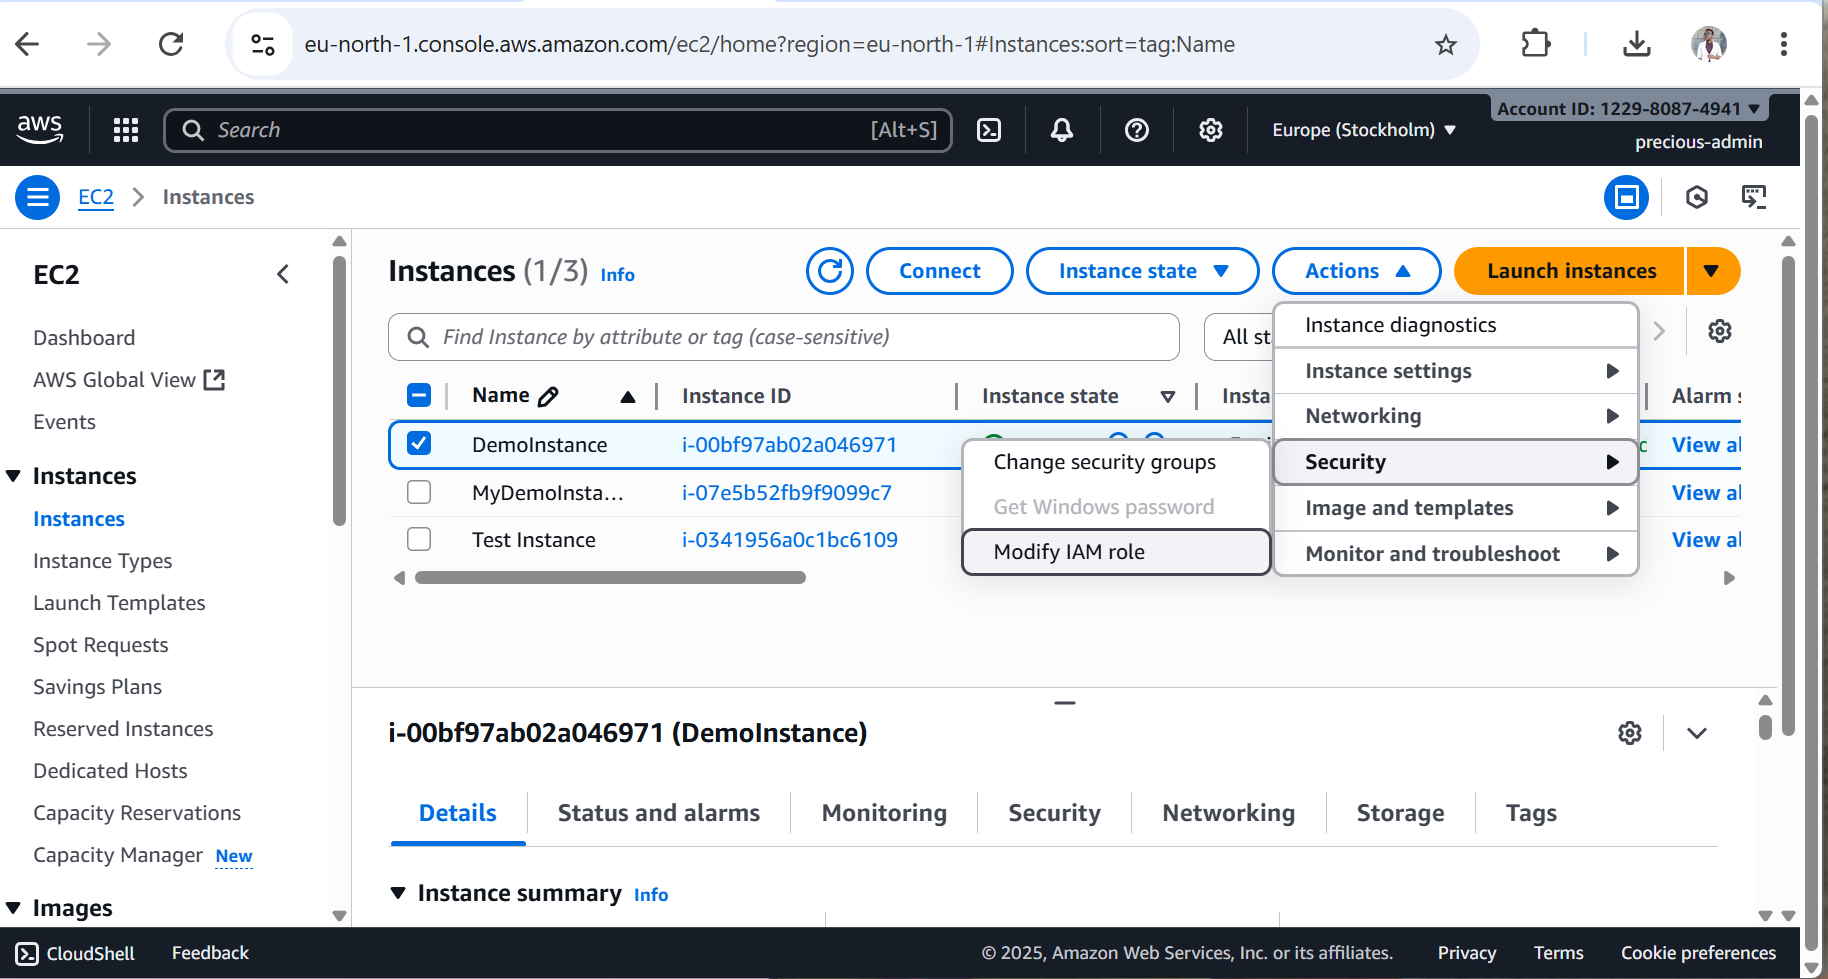 eu-north-1.console.aws.amazon.com/ec2/home?region=eu-north-1#Instances:sort=tag:Name
aws
Search
[Alt+S]
Europe (Stockholm)
Account ID: 1229-8087-4941
precious-admin
EC2
Instances
EC2
Dashboard
AWS Global View
Events
Instances
Instances
Instance Types
Launch Templates
Spot Requests
Savings Plans
Reserved Instances
Dedicated Hosts
Capacity Reservations
Capacity Manager New
Images
Instances (1/3) Info
Connect
Instance state
Actions
Launch instances
Find Instance by attribute or tag (case-sensitive)
All st
Name
Instance ID
Instance state
Insta
Alarm s
DemoInstance
i-00bf97ab02a046971
View al
MyDemoInsta...
i-07e5b52fb9f9099c7
View al
Test Instance
i-0341956a0c1bc6109
View al
Instance diagnostics
Instance settings
Networking
Security
Image and templates
Monitor and troubleshoot
Change security groups
Get Windows password
Modify IAM role
i-00bf97ab02a046971 (DemoInstance)
Details
Status and alarms
Monitoring
Security
Networking
Storage
Tags
Instance summary Info
CloudShell
Feedback
© 2025, Amazon Web Services, Inc. or its affiliates.
Privacy
Terms
Cookie preferences